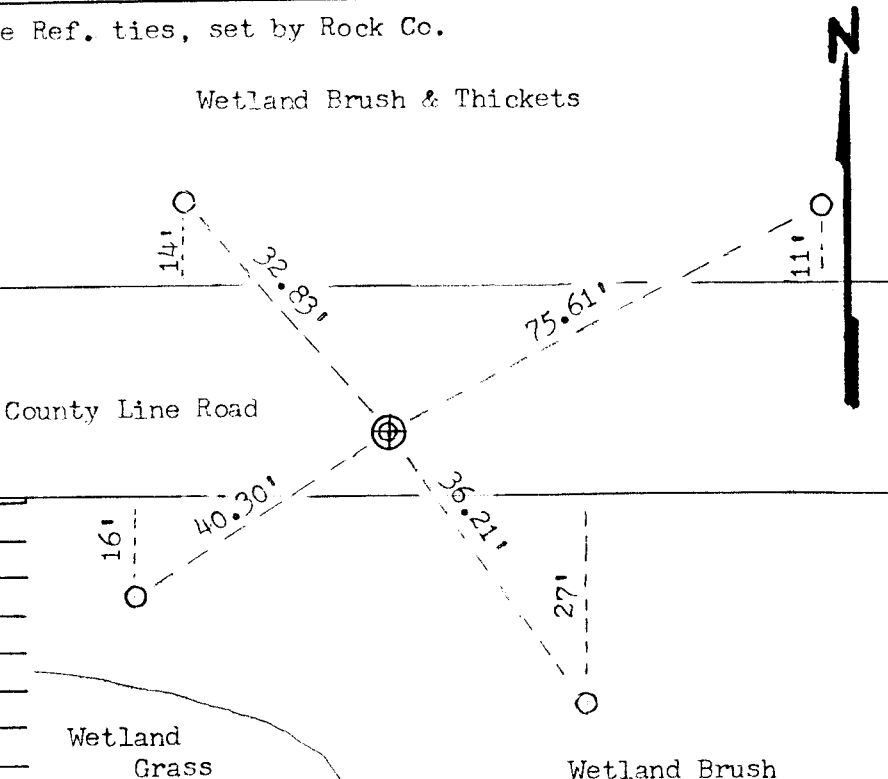 e Ref. ties, set by Rock Co.
N
Wetland Brush & Thickets
14'
32.83'
75.61'
11'
County Line Road
40.30'
36.21'
16'
27'
Wetland
Grass
Wetland Brush